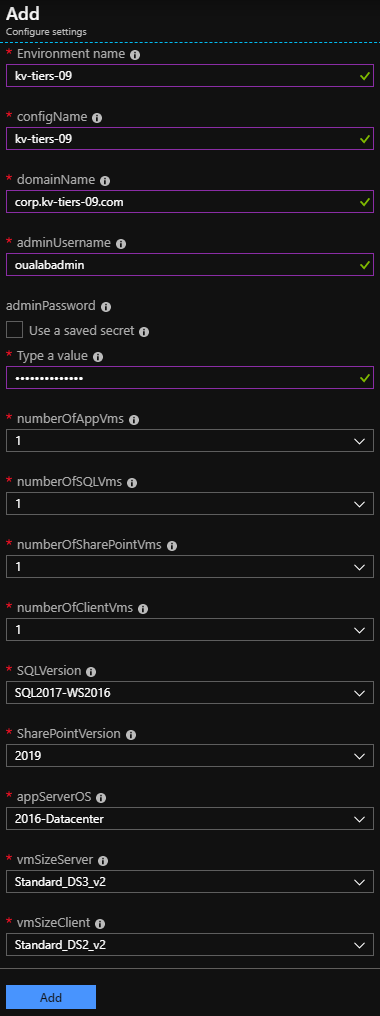 Add
Configure settings
* Environment name
kv-tiers-09
* configName
kv-tiers-09
* domainName
corp.kv-tiers-09.com
* adminUsername
oualabadmin
adminPassword
Use a saved secret
* Type a value
••••••••••••••
* numberOfAppVms
1
* numberOfSQLVms
1
* numberOfSharePointVms
1
* numberOfClientVms
1
* SQLVersion
SQL2017-WS2016
* SharePointVersion
2019
* appServerOS
2016-Datacenter
* vmSizeServer
Standard_DS3_v2
* vmSizeClient
Standard_DS2_v2
Add